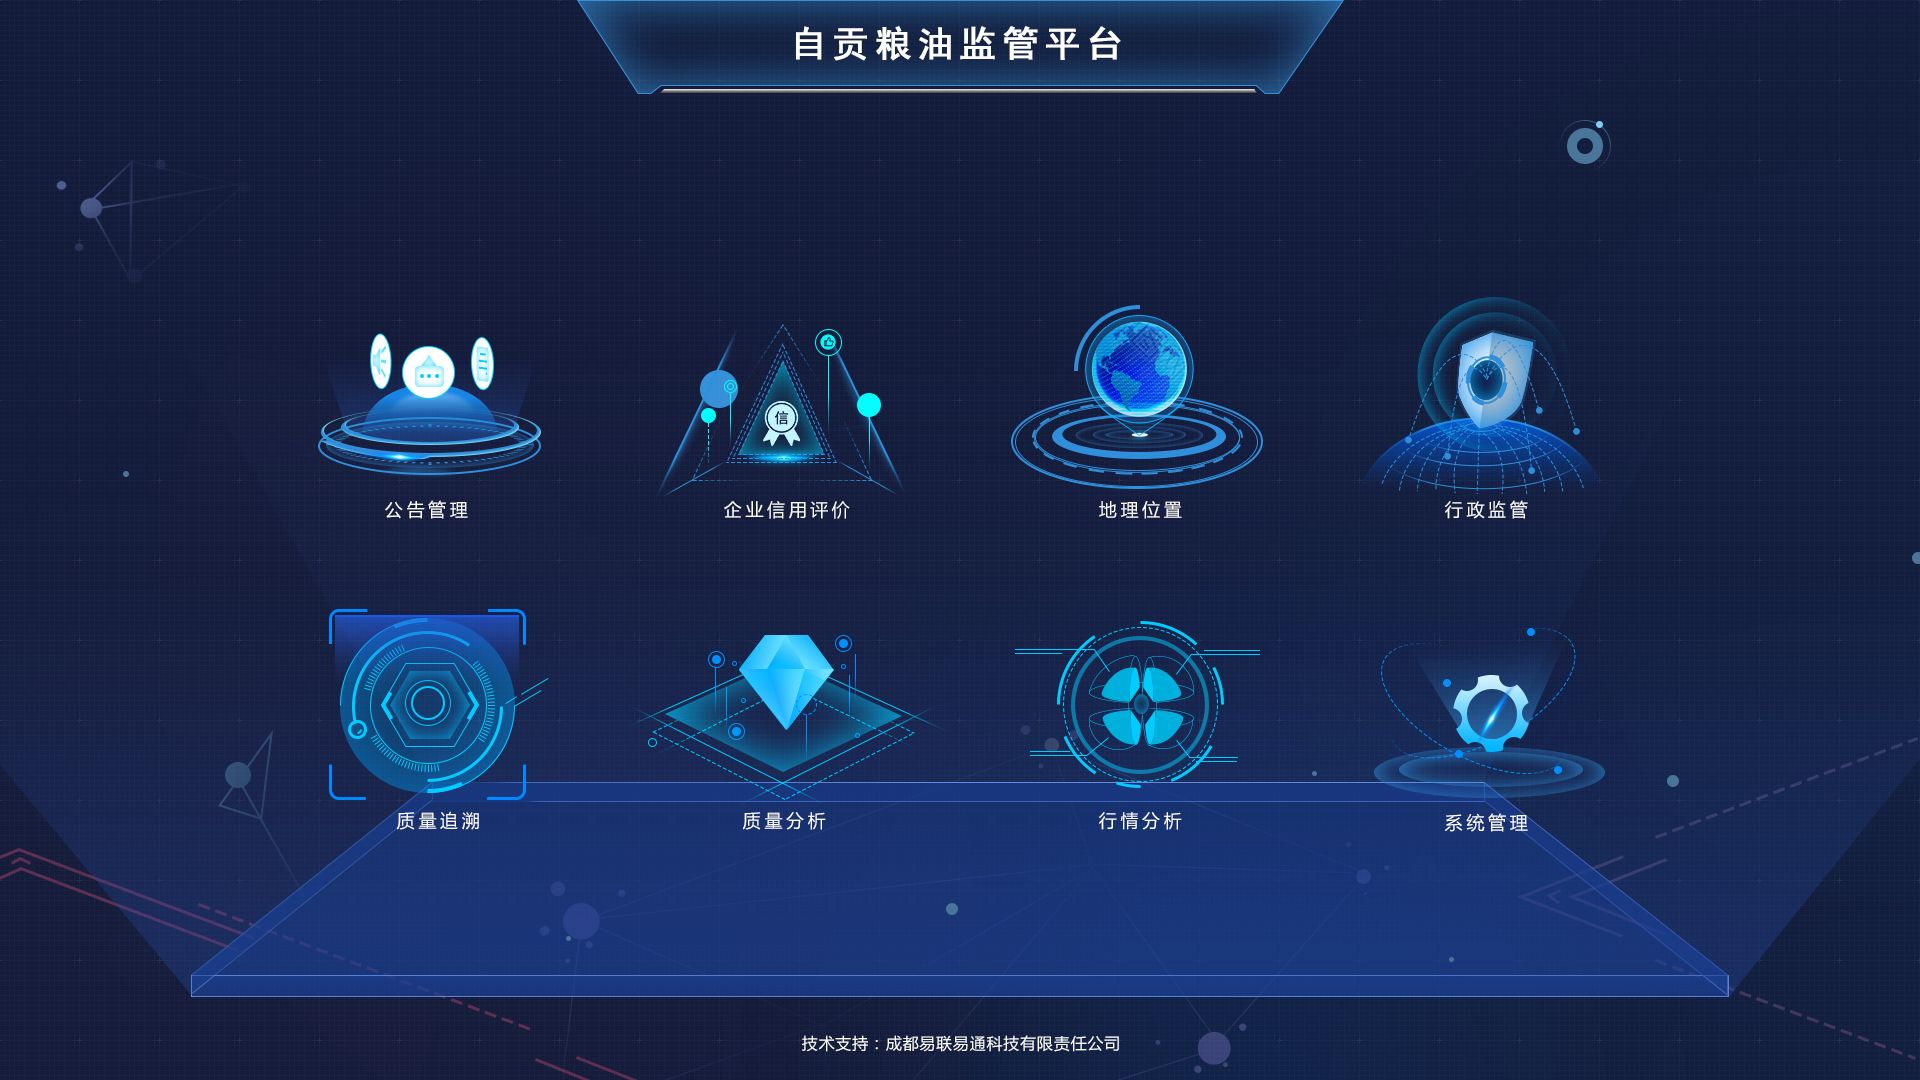 自贡粮油监管平台
信
公告管理
企业信用评价
地理位置
行政监管
质量追溯
质量分析
行情分析
系统管理
技术支持：成都易联易通科技有限责任公司